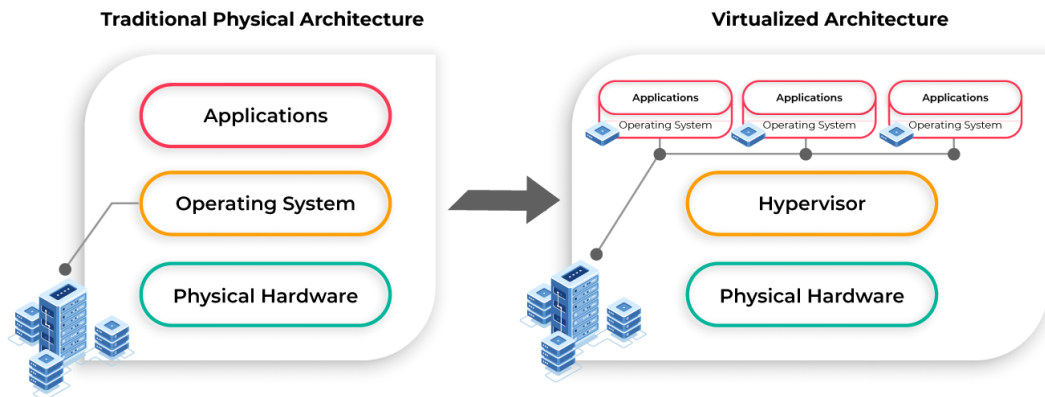 Traditional Physical Architecture
Applications
Operating System
Physical Hardware
Virtualized Architecture
Applications
Operating System
Applications
Operating System
Applications
Operating System
Hypervisor
Physical Hardware